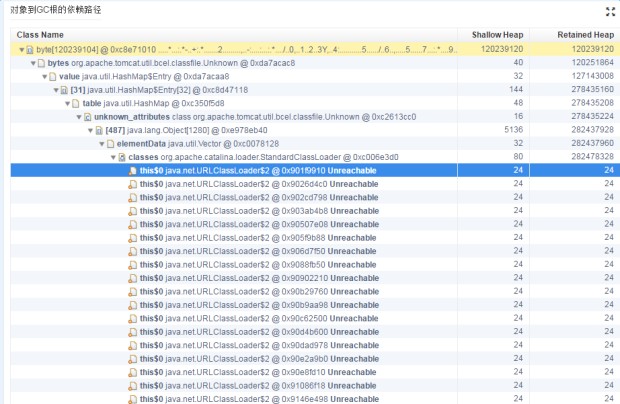 对象到GC根的依赖路径
Class Name Shallow Heap Retained Heap
byte[120239104] @ 0xc8e71010 120239120 120239120
bytes org.apache.tomcat.util.bcel.classfile.Unknown @ 0xda7acac8 40 120251864
value java.util.HashMap$Entry @ 0xda7acaa8 32 127143008
[31] java.util.HashMap$Entry[32] @ 0xc8d47118 144 278435160
table java.util.HashMap @ 0xc350f5d8 48 278435208
unknown_attributes class org.apache.tomcat.util.bcel.classfile.Unknown @ 0xc2613cc0 16 278435224
[487] java.lang.Object[1280] @ 0xe978eb40 5136 282437928
elementData java.util.Vector @ 0xc0078128 32 282437960
classes org.apache.catalina.loader.StandardClassLoader @ 0xc006e3d0 80 282478328
this$0 java.net.URLClassLoader$2 @ 0x901f9910 Unreachable 24 24
this$0 java.net.URLClassLoader$2 @ 0x9026d4c0 Unreachable 24 24
this$0 java.net.URLClassLoader$2 @ 0x902cd798 Unreachable 24 24
this$0 java.net.URLClassLoader$2 @ 0x903ab4b8 Unreachable 24 24
this$0 java.net.URLClassLoader$2 @ 0x90507e08 Unreachable 24 24
this$0 java.net.URLClassLoader$2 @ 0x905f9b88 Unreachable 24 24
this$0 java.net.URLClassLoader$2 @ 0x906d7f50 Unreachable 24 24
this$0 java.net.URLClassLoader$2 @ 0x9088fb50 Unreachable 24 24
this$0 java.net.URLClassLoader$2 @ 0x90902210 Unreachable 24 24
this$0 java.net.URLClassLoader$2 @ 0x90b29760 Unreachable 24 24
this$0 java.net.URLClassLoader$2 @ 0x90b9aa98 Unreachable 24 24
this$0 java.net.URLClassLoader$2 @ 0x90c62500 Unreachable 24 24
this$0 java.net.URLClassLoader$2 @ 0x90d4b600 Unreachable 24 24
this$0 java.net.URLClassLoader$2 @ 0x90dad978 Unreachable 24 24
this$0 java.net.URLClassLoader$2 @ 0x90e2a9b0 Unreachable 24 24
this$0 java.net.URLClassLoader$2 @ 0x90e8fd10 Unreachable 24 24
this$0 java.net.URLClassLoader$2 @ 0x91086f18 Unreachable 24 24
this$0 java.net.URLClassLoader$2 @ 0x9146e498 Unreachable 24 24